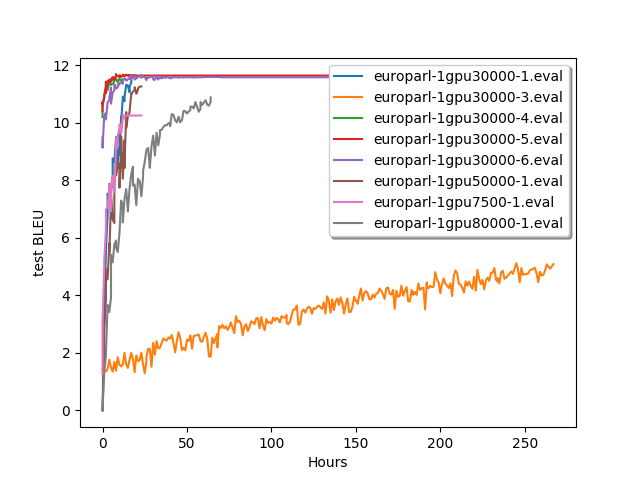 12
10
8
6
4
2
0
test BLEU
europarl-1gpu30000-1.eval
europarl-1gpu30000-3.eval
europarl-1gpu30000-4.eval
europarl-1gpu30000-5.eval
europarl-1gpu30000-6.eval
europarl-1gpu50000-1.eval
europarl-1gpu7500-1.eval
europarl-1gpu80000-1.eval
0 50 100 150 200 250
Hours